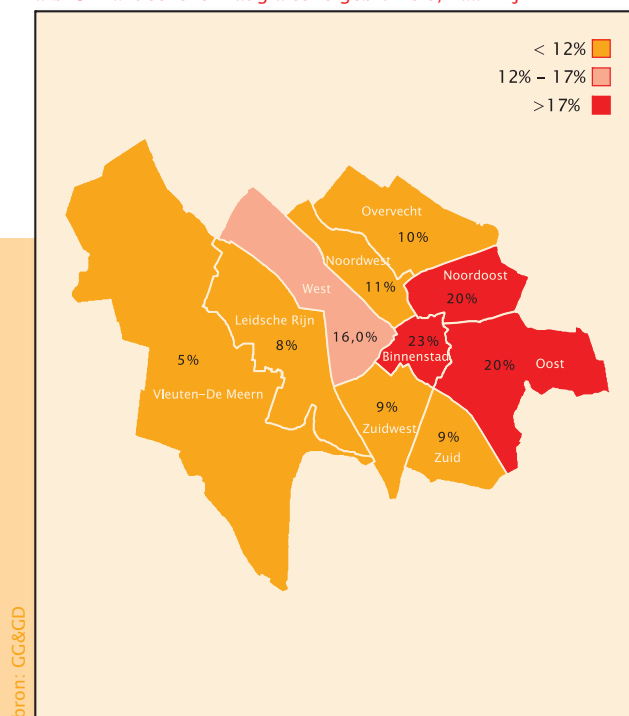 < 12%
12% – 17%
>17%
Overvecht
10%
Noordwest
11%
Noordoost
20%
West
16,0%
Leidsche Rijn
8%
23%
Binnenstad
20% Oost
5%
Vleuten–De Meern
9%
Zuidwest
9%
Zuid
bron: GG&GD